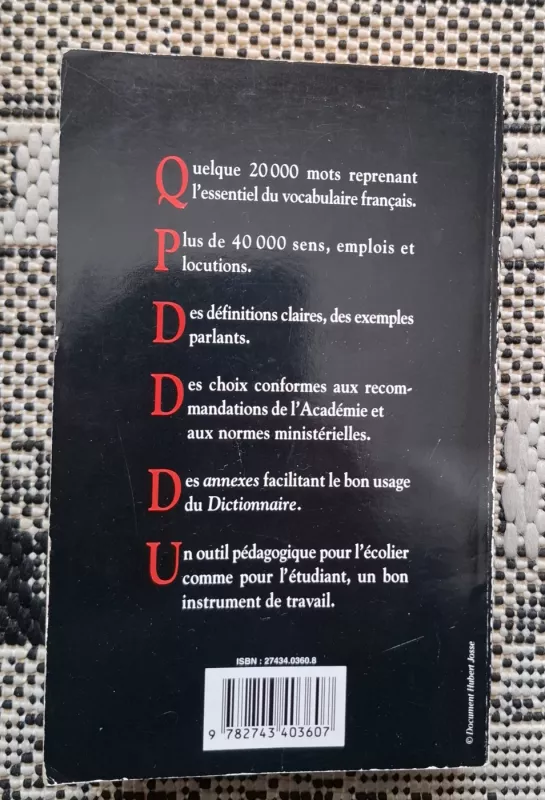 Quelque 20 000 mots reprenant
l'essentiel du vocabulaire français.
Plus de 40 000 sens, emplois et
locutions.
Des définitions claires, des exemples
parlants.
Des choix conformes aux recom-
mandations de l'Académie et
aux normes ministérielles.
Des annexes facilitant le bon usage
du Dictionnaire.
Un outil pédagogique pour l'écolier
comme pour l'étudiant, un bon
instrument de travail.
ISBN : 27434.0360.8
9 782743 403607
© Document Hubert Josse